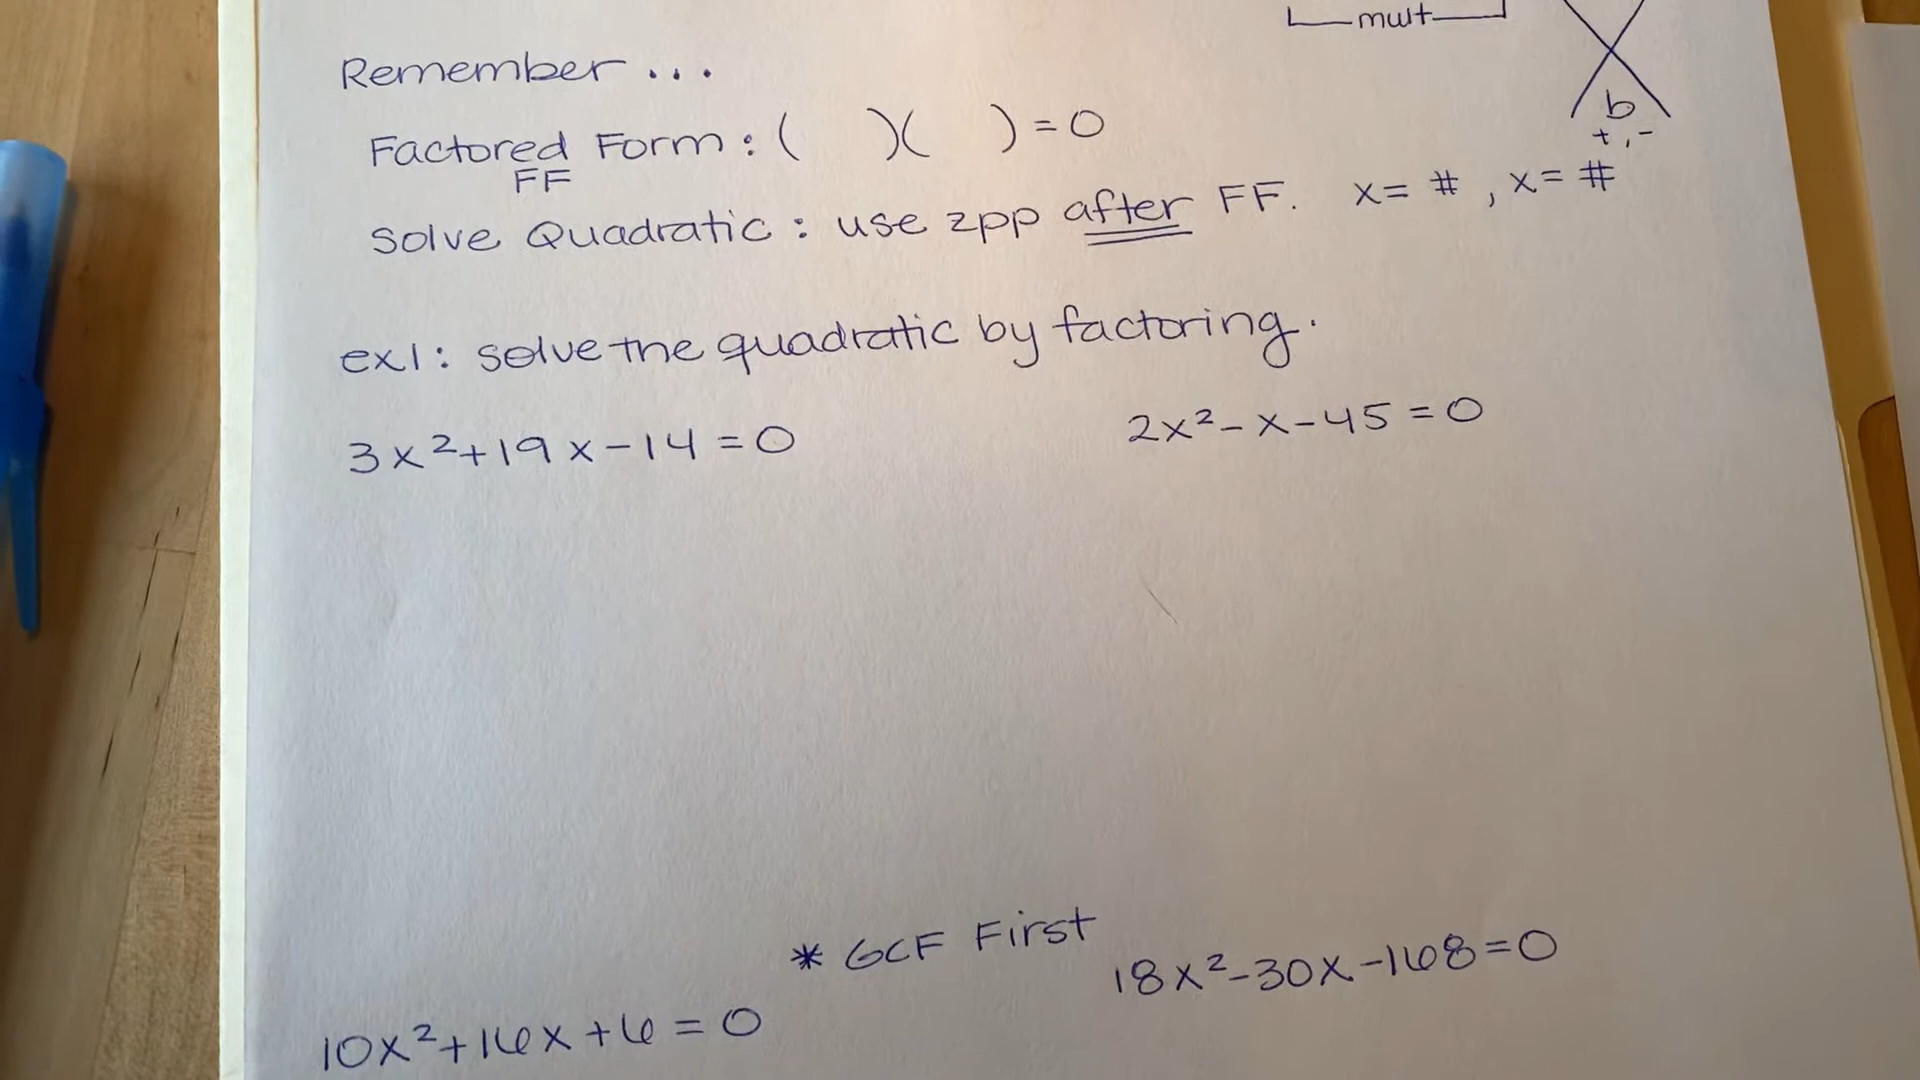 mult
b
+, -
Remember ...
Factored Form : (   )(   ) = 0
FF
Solve Quadratic : use zpp after FF.  x = # , x = #
ex1: solve the quadratic by factoring.
3x²+19x-14=0
2x²-x-45=0
* GCF First
18x²-30x-168=0
10x²+16x+6=0